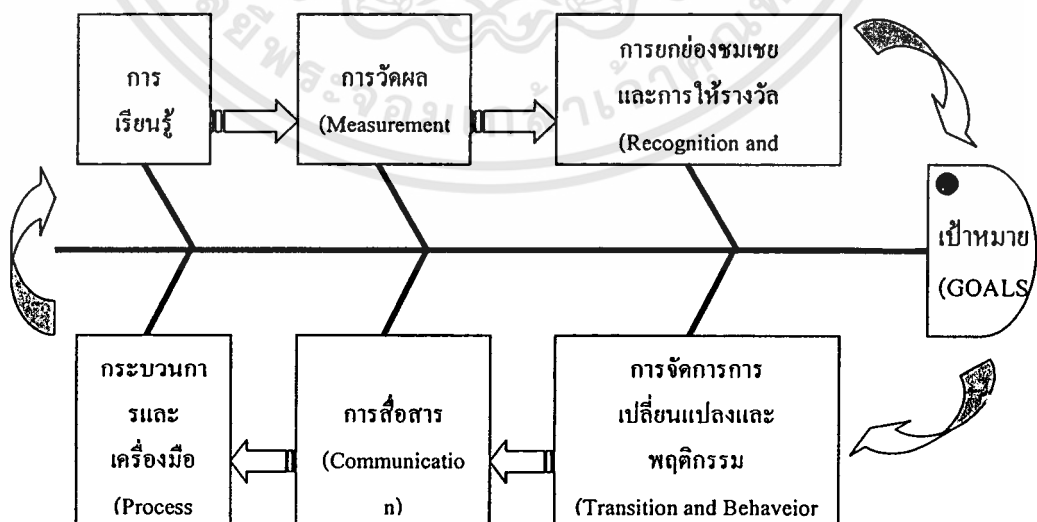 การ
เรียนรู้
การวัดผล
(Measurement
การยกย่องชมเชย
และการให้รางวัล
(Recognition and
เป้าหมาย
(GOALS
กระบวนกา
รและ
เครื่องมือ
(Process
การสื่อสาร
(Communicatio
n)
การจัดการการ
เปลี่ยนแปลงและ
พฤติกรรม
(Transition and Behaveior